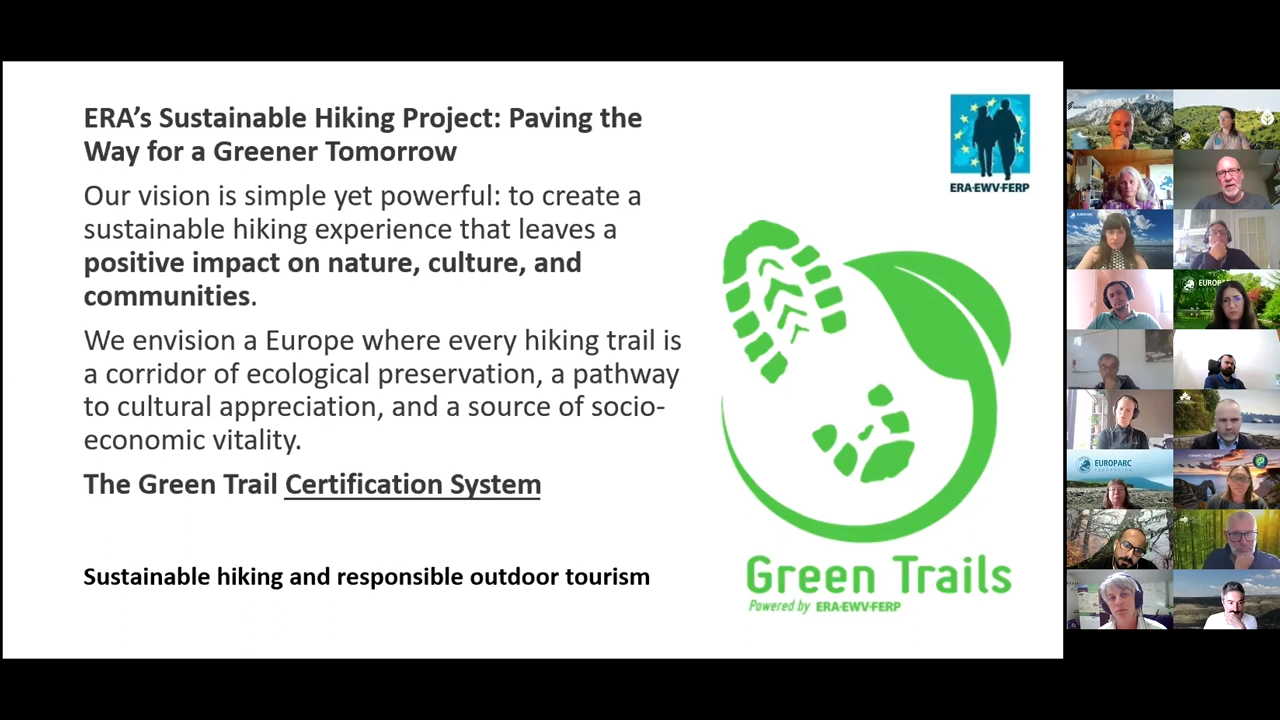 ERA's Sustainable Hiking Project: Paving the
Way for a Greener Tomorrow
Our vision is simple yet powerful: to create a
sustainable hiking experience that leaves a
positive impact on nature, culture, and
communities.
We envision a Europe where every hiking trail is
a corridor of ecological preservation, a pathway
to cultural appreciation, and a source of socio-
economic vitality.
The Green Trail Certification System
Sustainable hiking and responsible outdoor tourism
ERA-EWV-FERP
Green Trails
Powered by ERA-EWV-FERP
EUROPARC
EUROPARC